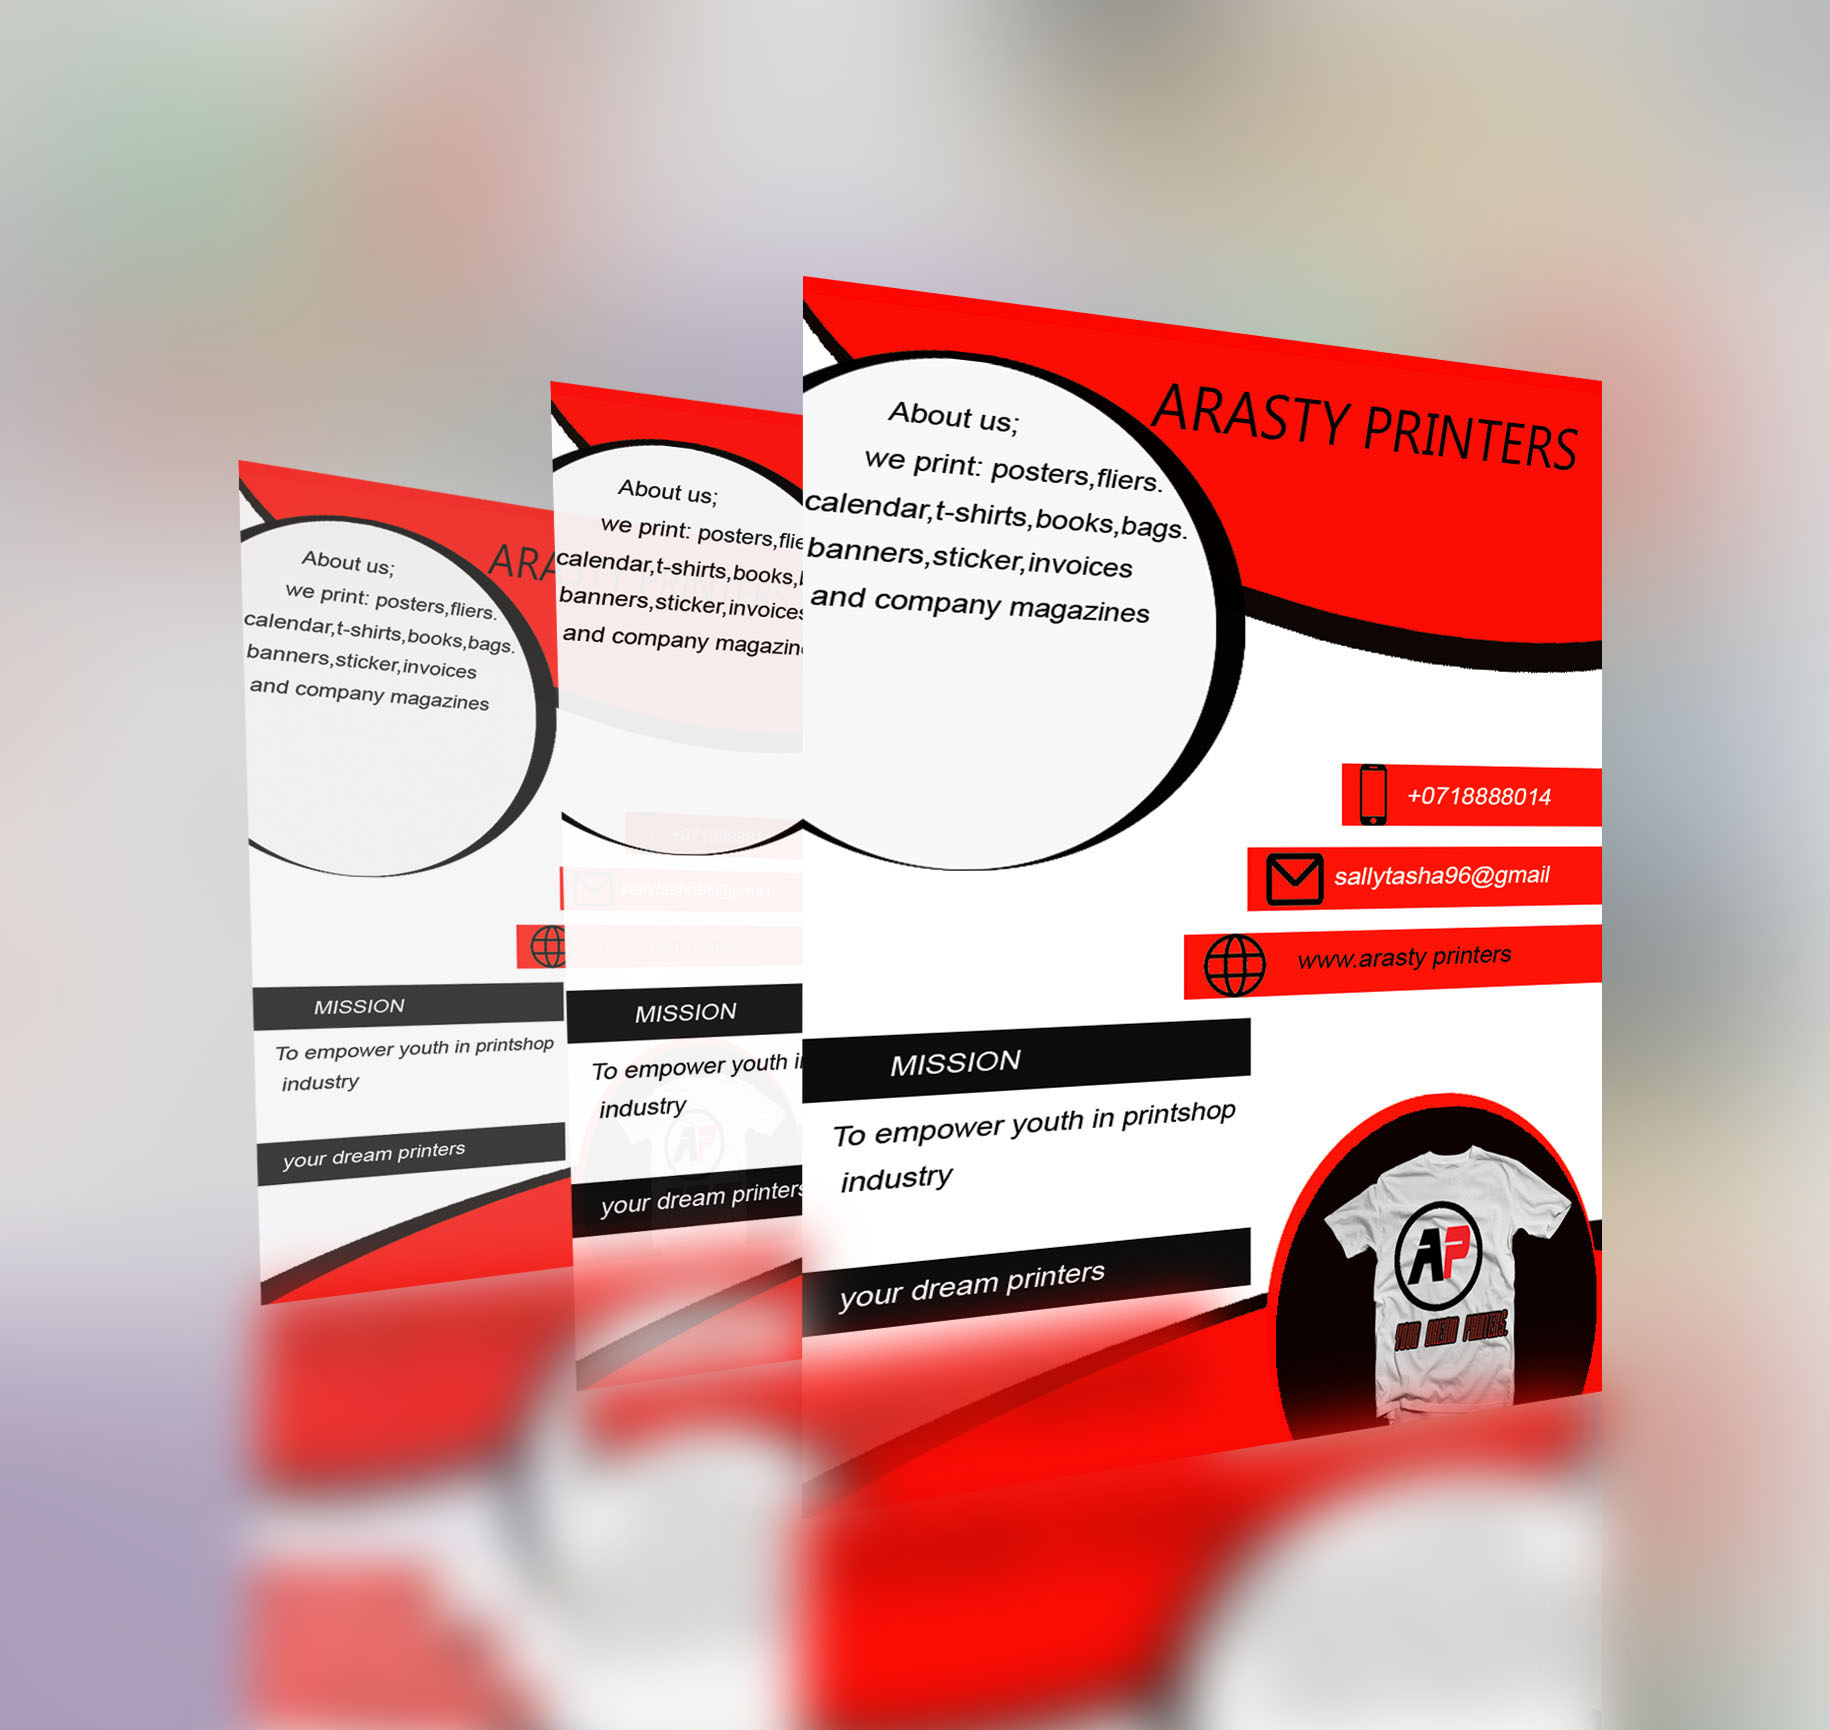 ARASTY PRINTERS
About us;
we print: posters,fliers.
calendar,t-shirts,books,bags.
banners,sticker,invoices
and company magazines
+0718888014
sallytasha96@gmail
www.arasty printers
MISSION
To empower youth in printshop
industry
your dream printers
AP
YOUR DREAM PRINTERS.
About us;
we print: posters,flie
calendar,t-shirts,books,b
banners,sticker,invoices
and company magazin
+071888801
sallytasha96@gmail
MISSION
To empower youth i
industry
AP
your dream printers
ARA
About us;
we print: posters,fliers.
calendar,t-shirts,books,bags.
banners,sticker,invoices
and company magazines
MISSION
To empower youth in printshop
industry
your dream printers